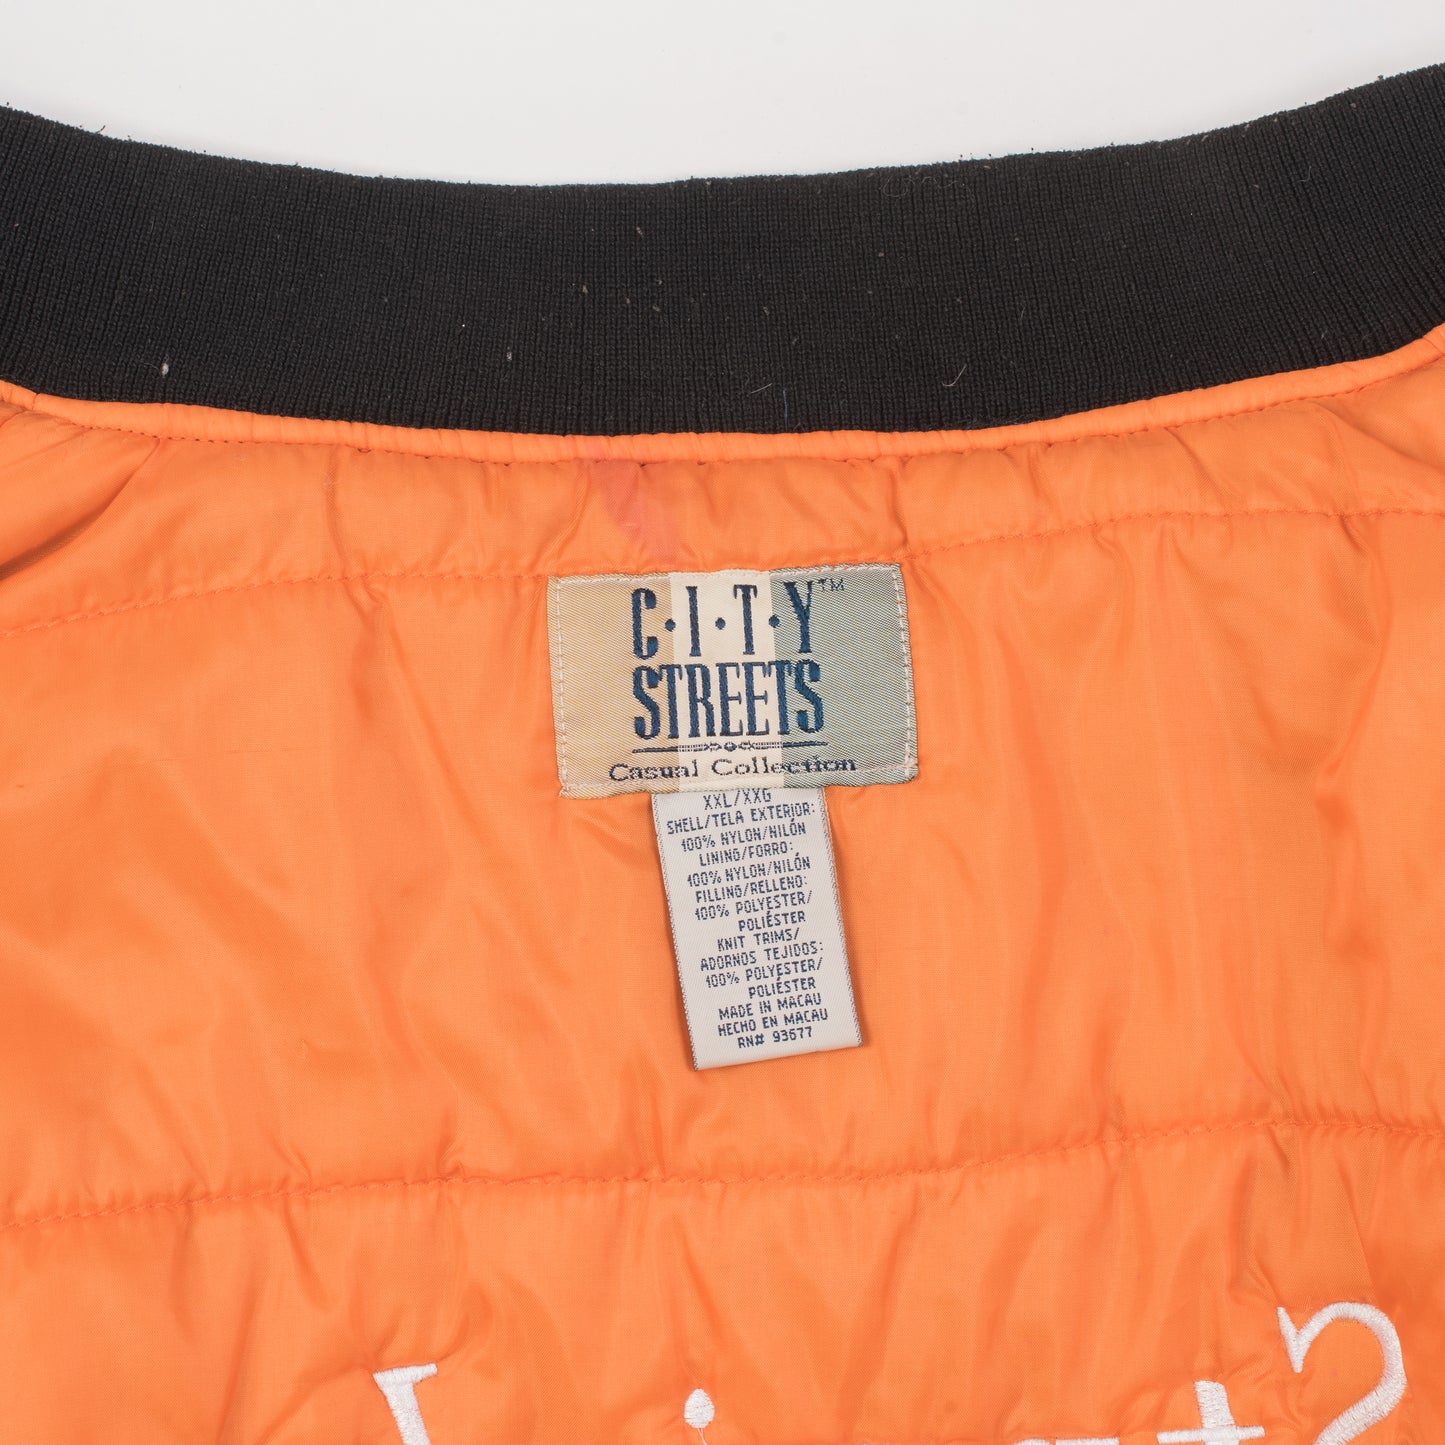 C·I·T·Y™
STREETS
Casual Collection
XXL/XXG
SHELL/TELA EXTERIOR:
100% NYLON/NILÓN
LINING/FORRO:
100% NYLON/NILÓN
FILLING/RELLENO:
100% POLYESTER/
POLIÉSTER
KNIT TRIMS/
ADORNOS TEJIDOS:
100% POLYESTER/
POLIÉSTER
MADE IN MACAU
HECHO EN MACAU
RN# 93677